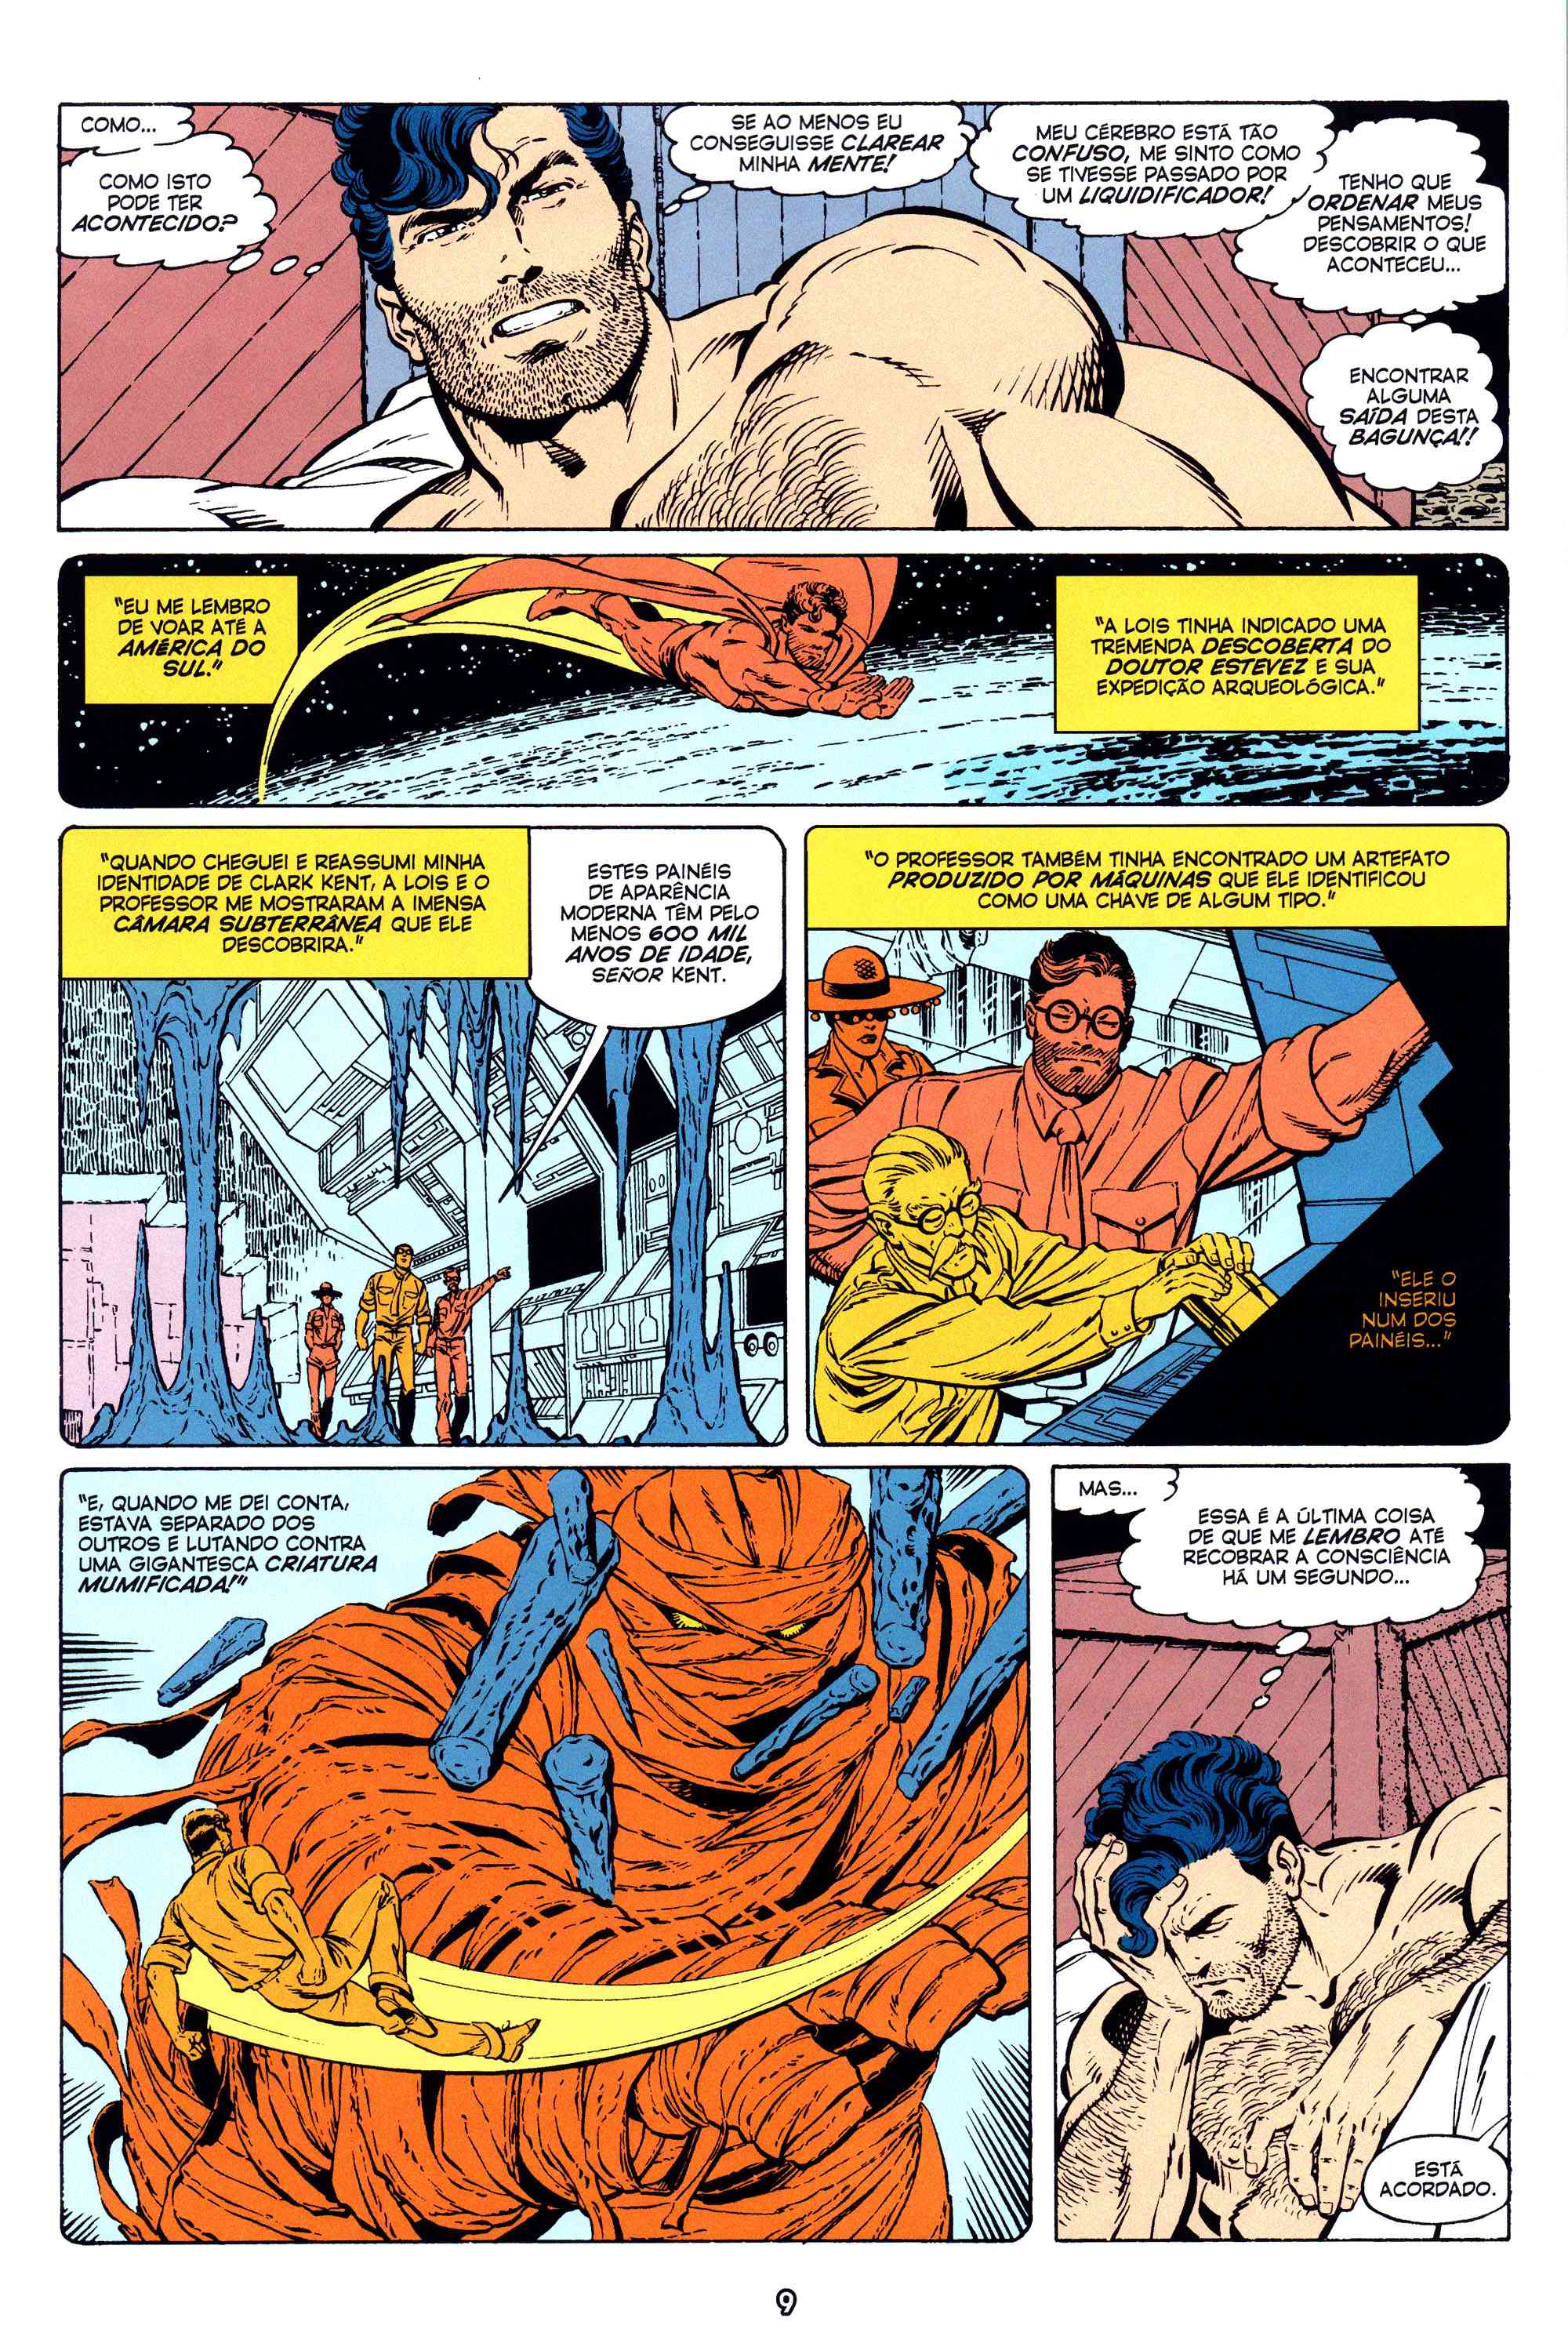 COMO...
COMO ISTO
PODE TER
ACONTECIDO?
SE AO MENOS EU
CONSEGUISSE CLAREAR
MINHA MENTE!
MEU CÉREBRO ESTÁ TÃO
CONFUSO, ME SINTO COMO
SE TIVESSE PASSADO POR
UM LIQUIDIFICADOR!
TENHO QUE
ORDENAR MEUS
PENSAMENTOS!
DESCOBRIR O QUE
ACONTECEU...
ENCONTRAR
ALGUMA
SAÍDA DESTA
BAGUNÇA!!
"EU ME LEMBRO
DE VOAR ATÉ A
AMÉRICA DO
SUL."
"A LOIS TINHA INDICADO UMA
TREMENDA DESCOBERTA DO
DOUTOR ESTEVEZ E SUA
EXPEDIÇÃO ARQUEOLÓGICA."
"QUANDO CHEGUEI E REASSUMI MINHA
IDENTIDADE DE CLARK KENT, A LOIS E O
PROFESSOR ME MOSTRARAM A IMENSA
CÂMARA SUBTERRÂNEA QUE ELE
DESCOBRIRA."
ESTES PAINÉIS
DE APARÊNCIA
MODERNA TÊM PELO
MENOS 600 MIL
ANOS DE IDADE,
SEÑOR KENT.
"O PROFESSOR TAMBÉM TINHA ENCONTRADO UM ARTEFATO
PRODUZIDO POR MÁQUINAS QUE ELE IDENTIFICOU
COMO UMA CHAVE DE ALGUM TIPO."
"ELE O
INSERIU
NUM DOS
PAINÉIS..."
"E, QUANDO ME DEI CONTA,
ESTAVA SEPARADO DOS
OUTROS E LUTANDO CONTRA
UMA GIGANTESCA CRIATURA
MUMIFICADA!"
MAS...
ESSA É A ÚLTIMA COISA
DE QUE ME LEMBRO ATÉ
RECOBRAR A CONSCIÊNCIA
HÁ UM SEGUNDO...
ESTÁ
ACORDADO.
9